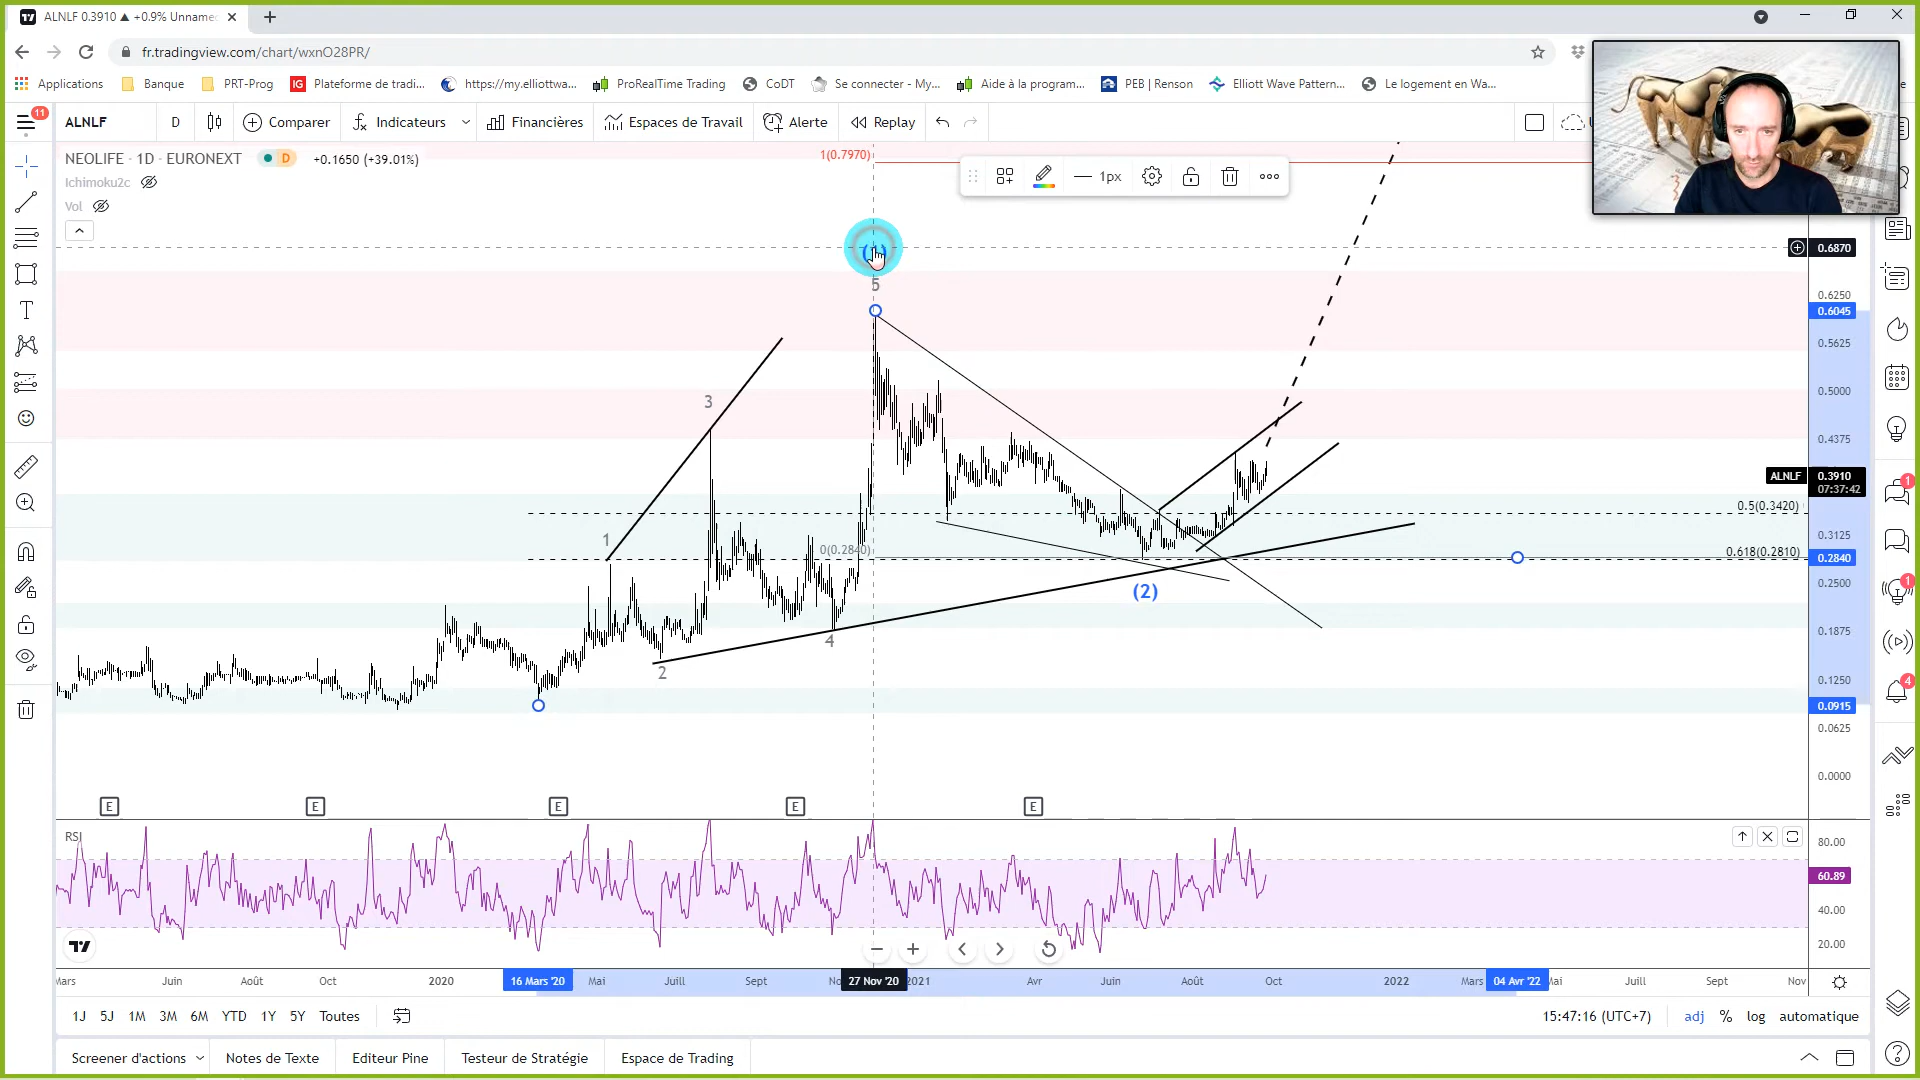 ALNLF 0.3910 ▲ +0.9% Unname
fr.tradingview.com/chart/wxnO28PR/
Applications
Banque
PRT-Prog
IG
Plateforme de tradi...
https://my.elliottwa...
ProRealTime Trading
CoDT
Se connecter - My...
Aide à la program...
PEB | Renson
Elliott Wave Pattern...
Le logement en Wa...
11
ALNLF
D
Comparer
Indicateurs
Financières
Espaces de Travail
Alerte
Replay
NEOLIFE · 1D · EURONEXT
D
+0.1650 (+39.01%)
Ichimoku2c
Vol
1(0.7970)
1px
0.6870
5
0.6250
0.6045
0.5625
0.5000
0.4375
3
ALNLF
0.3910
07:37:42
0.5(0.3420)
1
0.3125
0(0.2840)
0.618(0.2810)
0.2840
0.2500
(2)
0.1875
4
2
0.1250
0.0915
0.0625
0.0000
E
E
E
E
E
1
1
4
RSI
80.00
60.89
40.00
20.00
Mars
Juin
Août
Oct
2020
16 Mars '20
Mai
Juill
Sept
No
27 Nov '20
2021
Avr
Juin
Août
Oct
2022
Mars
04 Avr '22
Mai
Juill
Sept
Nov
1J
5J
1M
3M
6M
YTD
1Y
5Y
Toutes
15:47:16 (UTC+7)
adj
%
log
automatique
Screener d'actions
Notes de Texte
Editeur Pine
Testeur de Stratégie
Espace de Trading